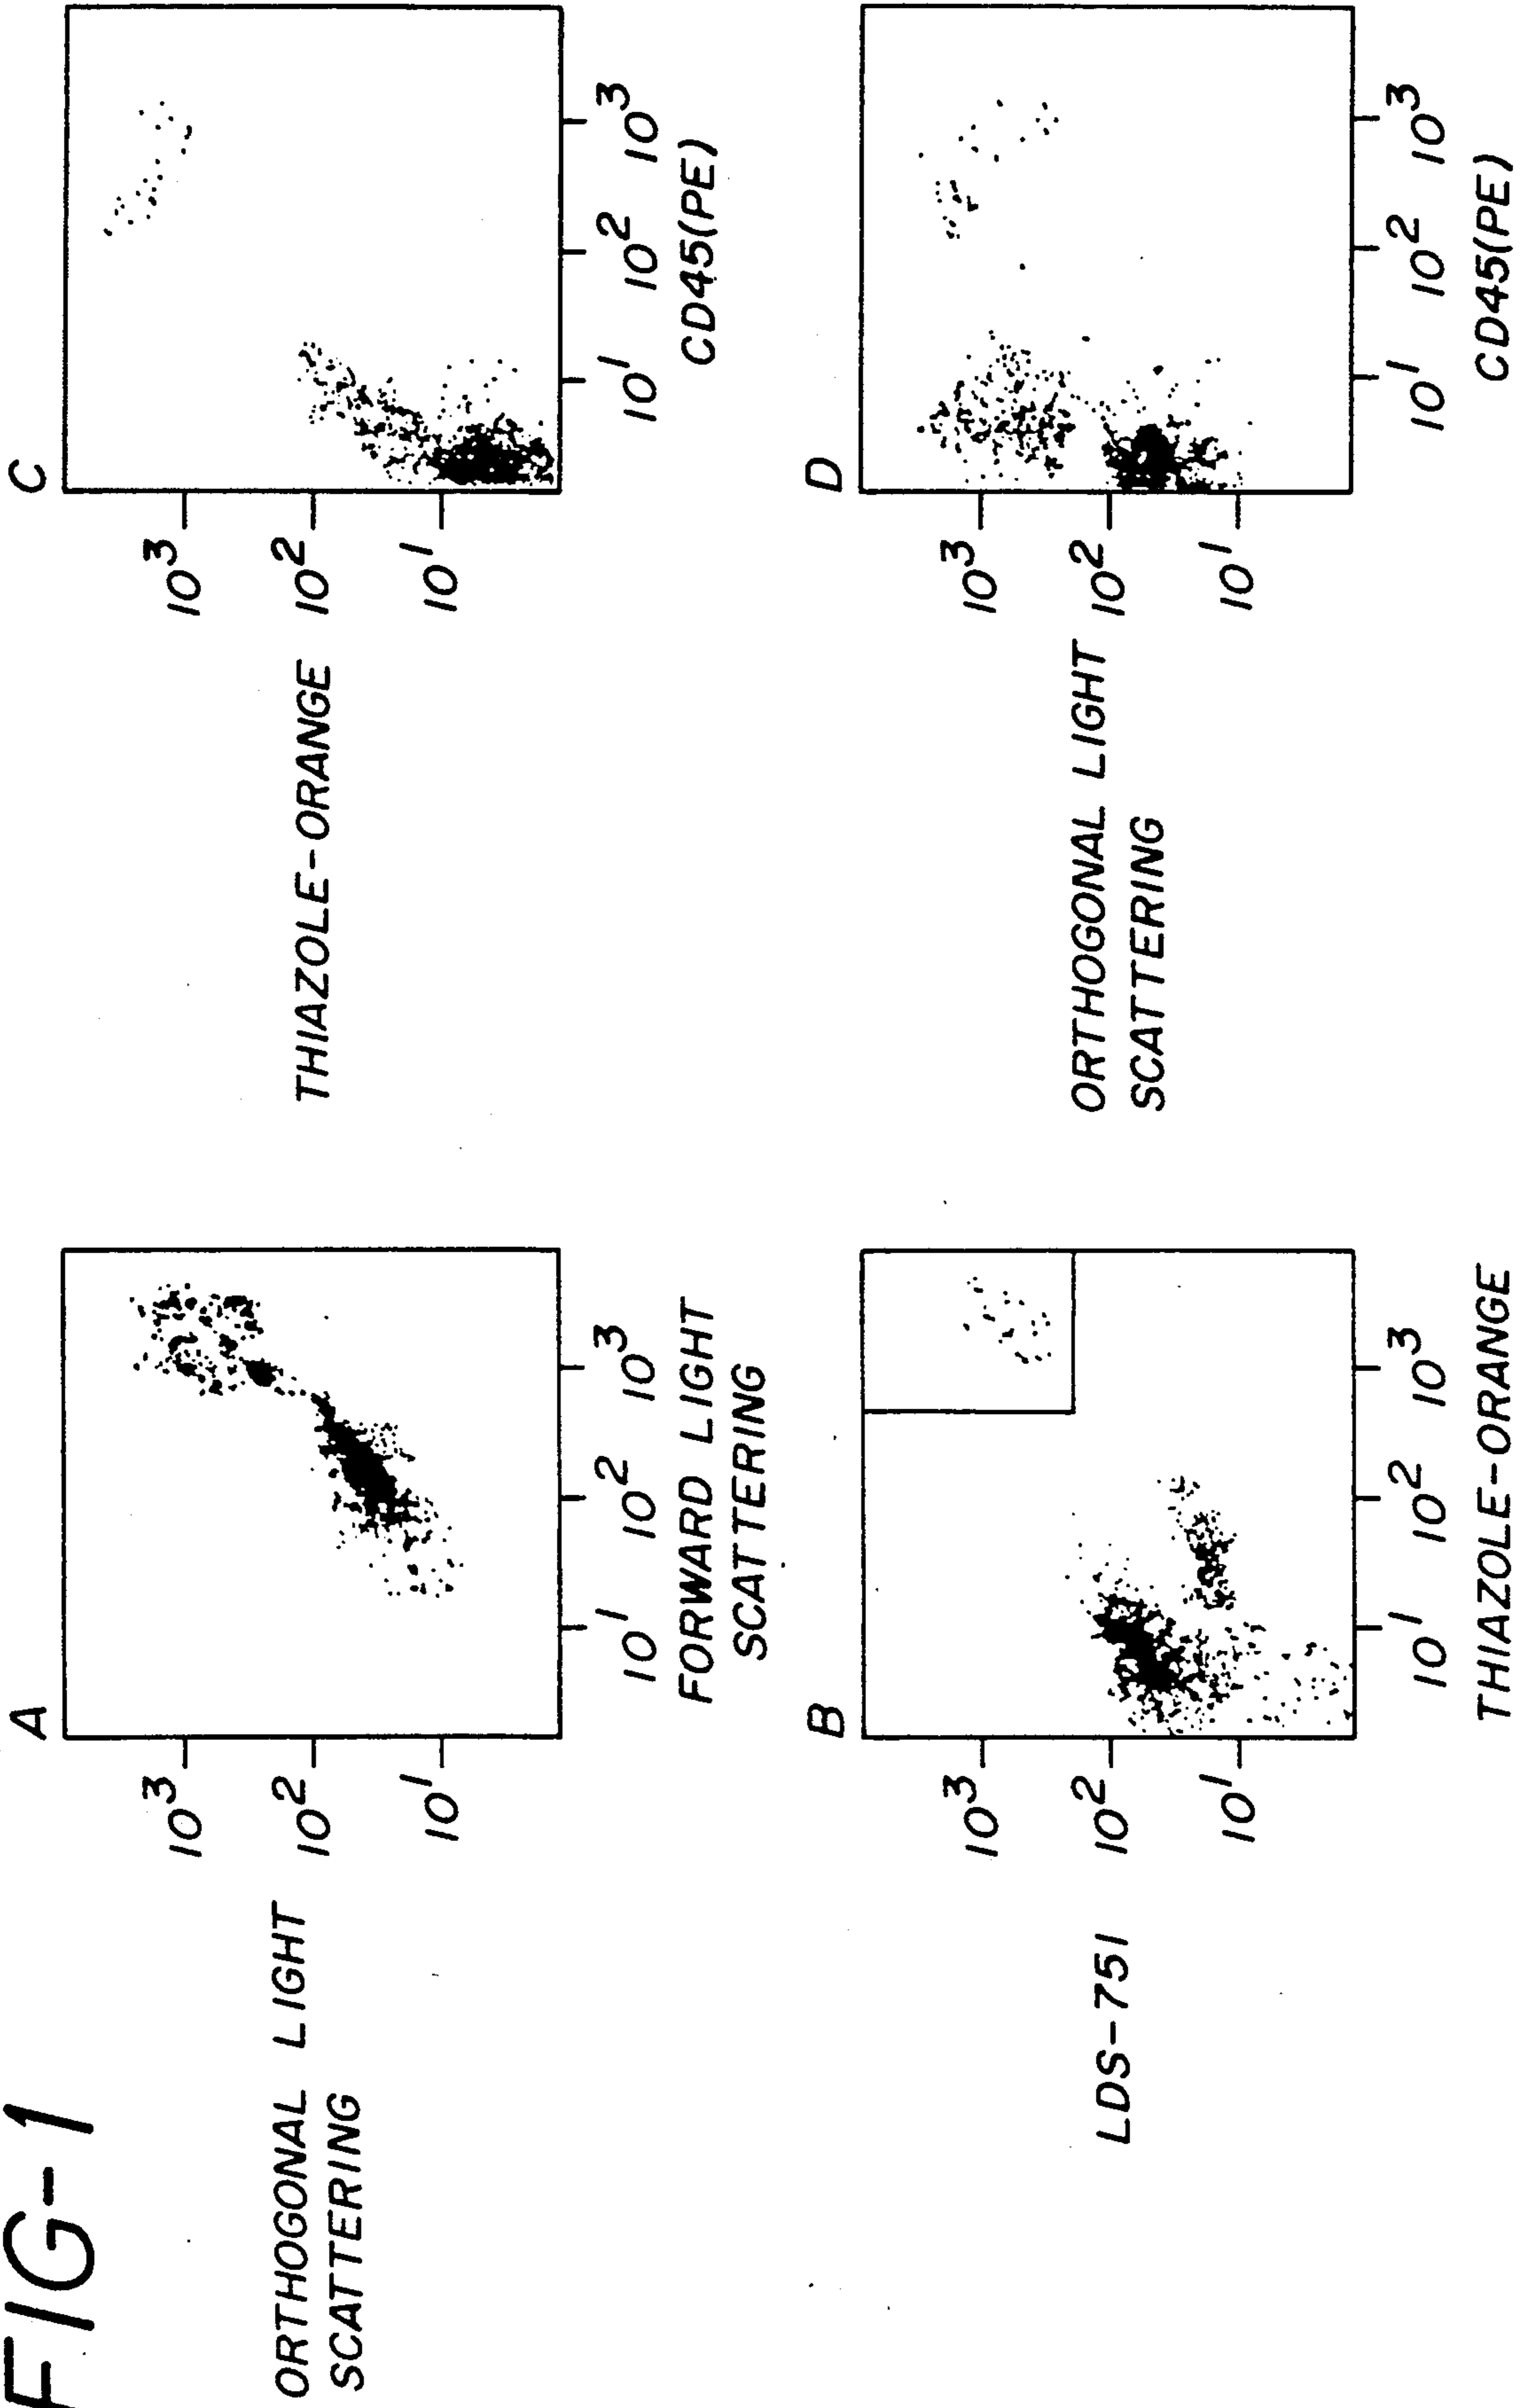 FIG-1
A
ORTHOGONAL LIGHT
SCATTERING
10³
10²
10¹
10¹ 10² 10³
FORWARD LIGHT
SCATTERING
B
LDS-751
10³
10²
10¹
10¹ 10² 10³
THIAZOLE-ORANGE
C
THIAZOLE-ORANGE
10³
10²
10¹
10¹ 10² 10³
CD45(PE)
D
ORTHOGONAL LIGHT
SCATTERING
10³
10²
10¹
10¹ 10² 10³
CD45(PE)